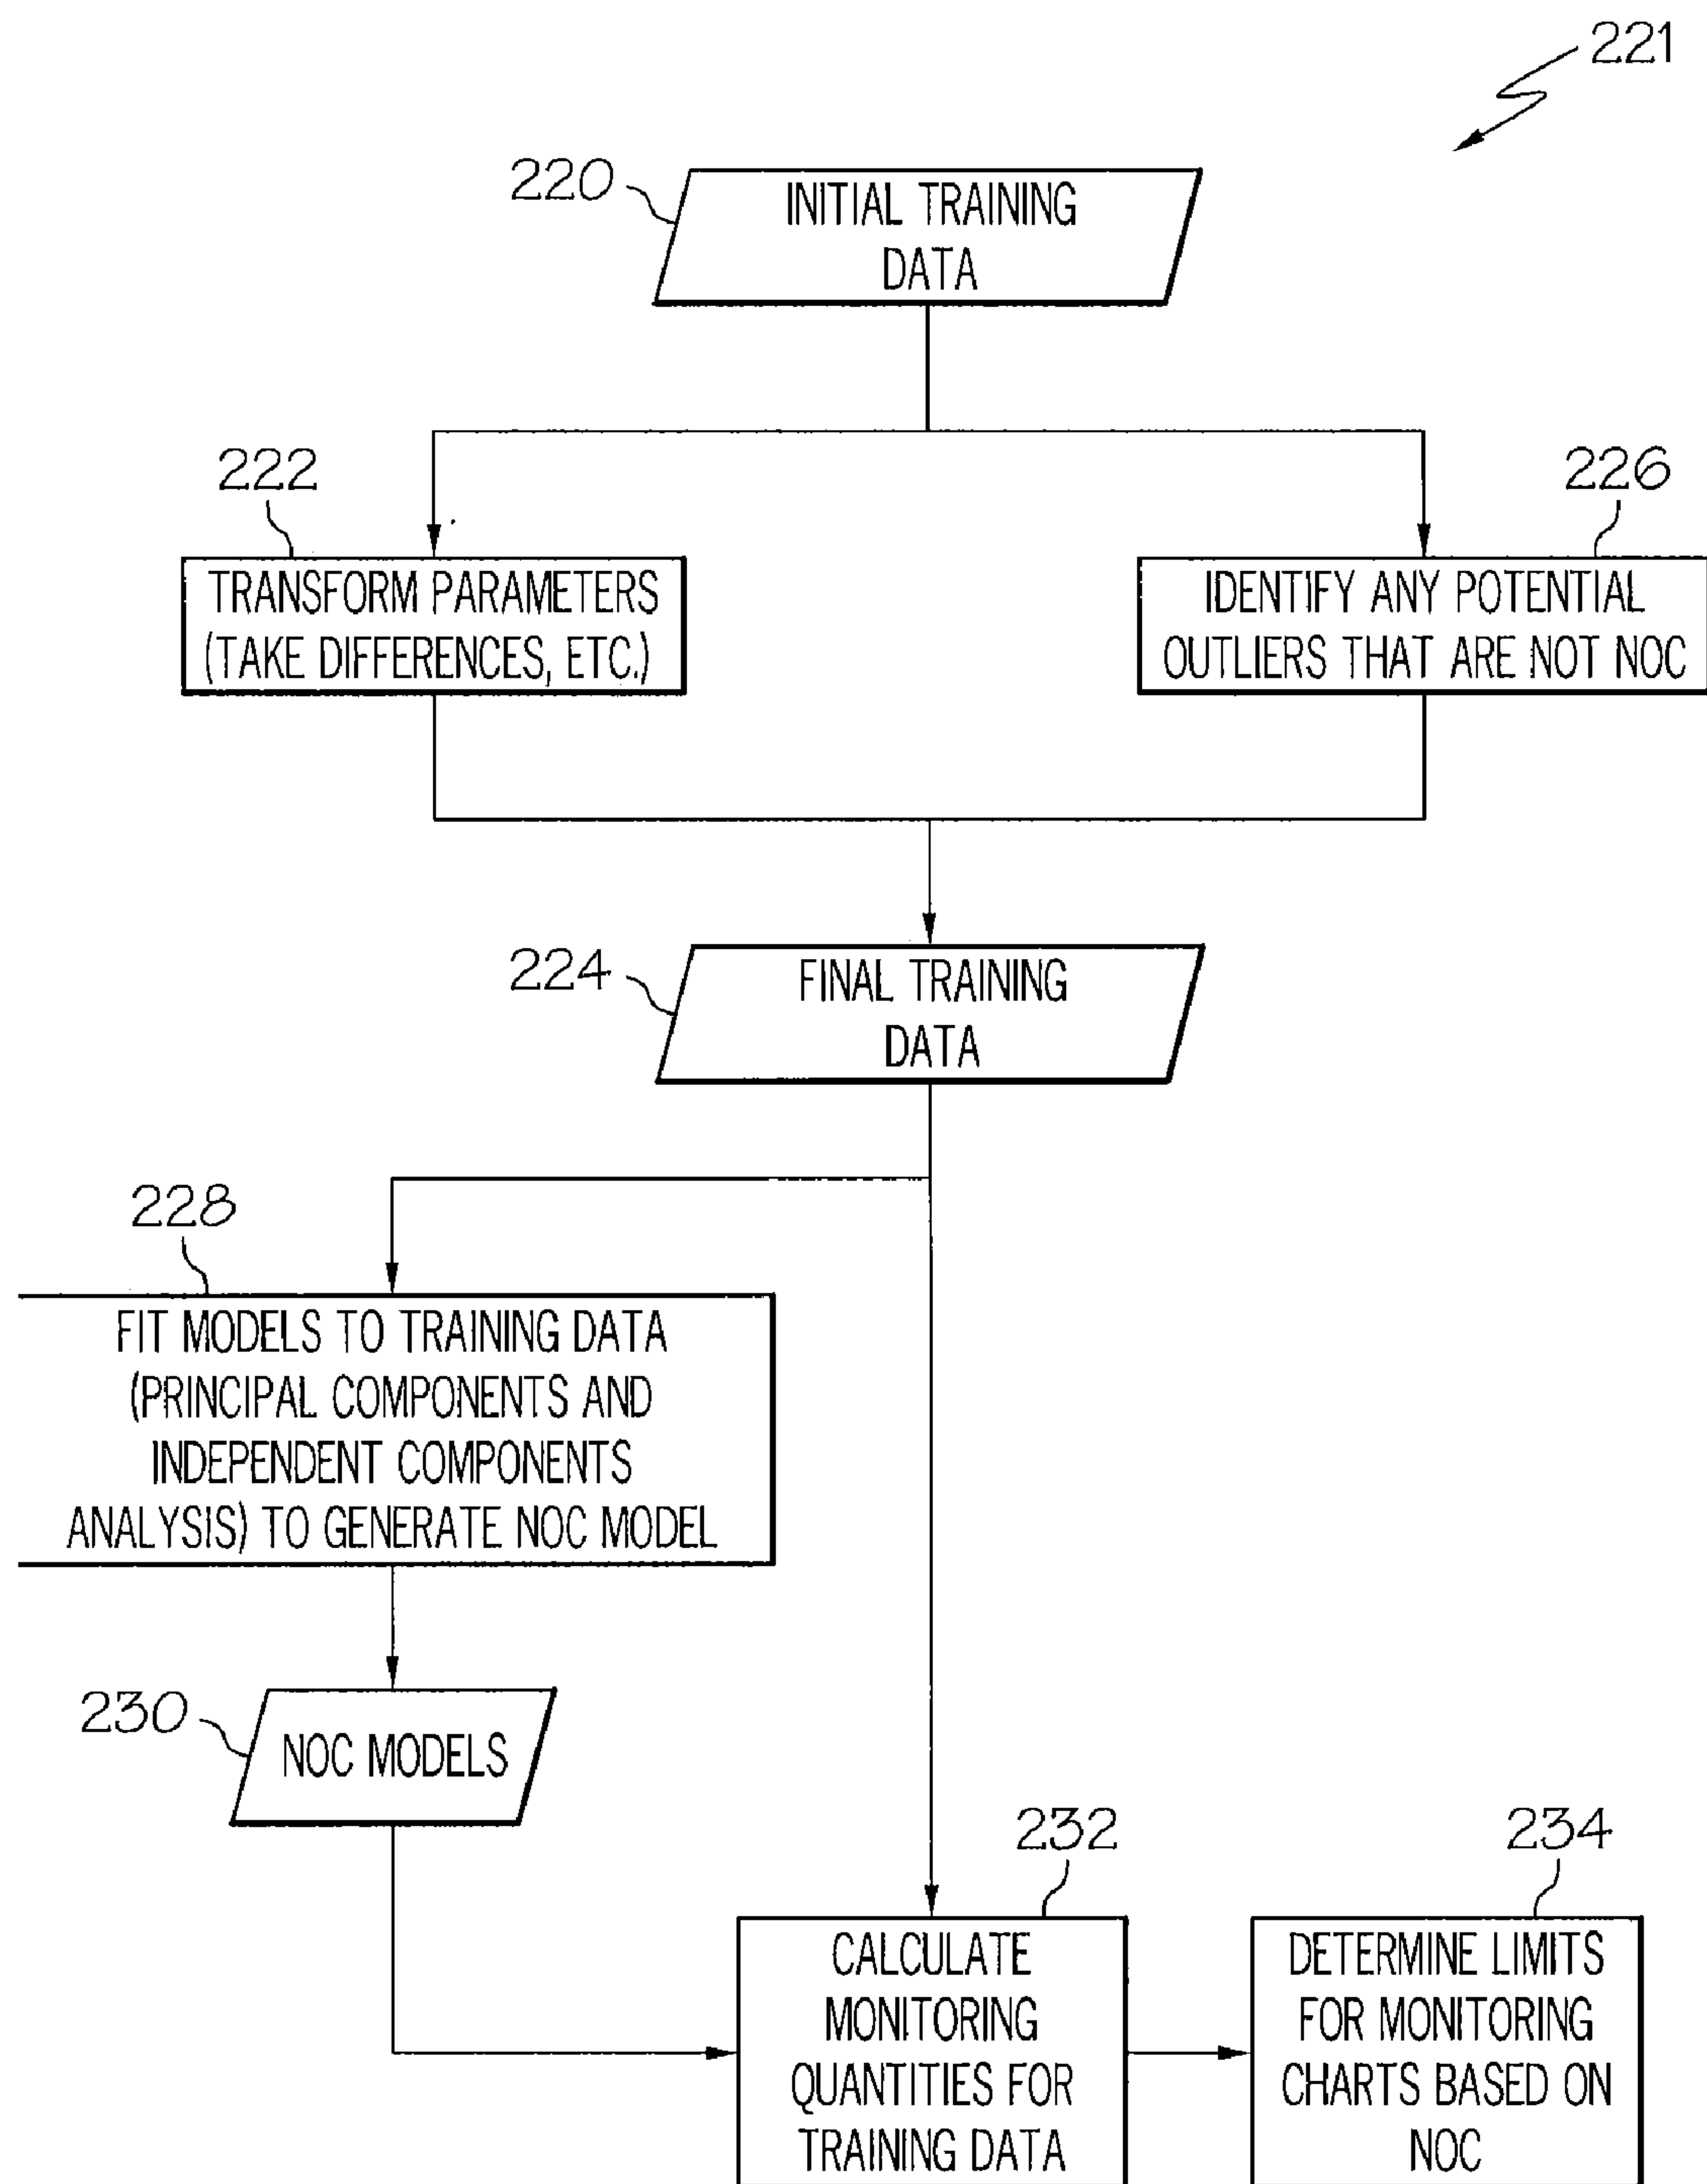 221
220
INITIAL TRAINING
DATA
222
226
TRANSFORM PARAMETERS
(TAKE DIFFERENCES, ETC.)
IDENTIFY ANY POTENTIAL
OUTLIERS THAT ARE NOT NOC
224
FINAL TRAINING
DATA
228
FIT MODELS TO TRAINING DATA
(PRINCIPAL COMPONENTS AND
INDEPENDENT COMPONENTS
ANALYSIS) TO GENERATE NOC MODEL
230
NOC MODELS
232
234
CALCULATE
MONITORING
QUANTITIES FOR
TRAINING DATA
DETERMINE LIMITS
FOR MONITORING
CHARTS BASED ON
NOC